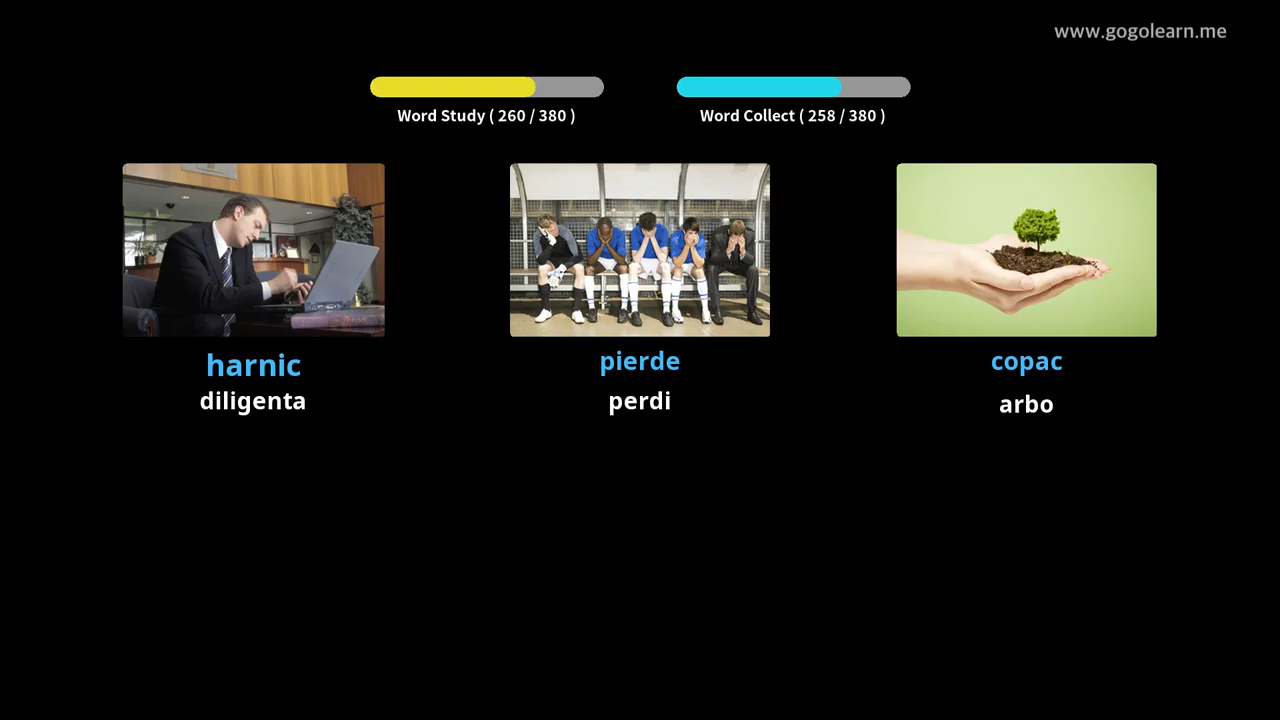 www.gogolearn.me
Word Study ( 260 / 380 )
Word Collect ( 258 / 380 )
harnic
pierde
copac
diligenta
perdi
arbo